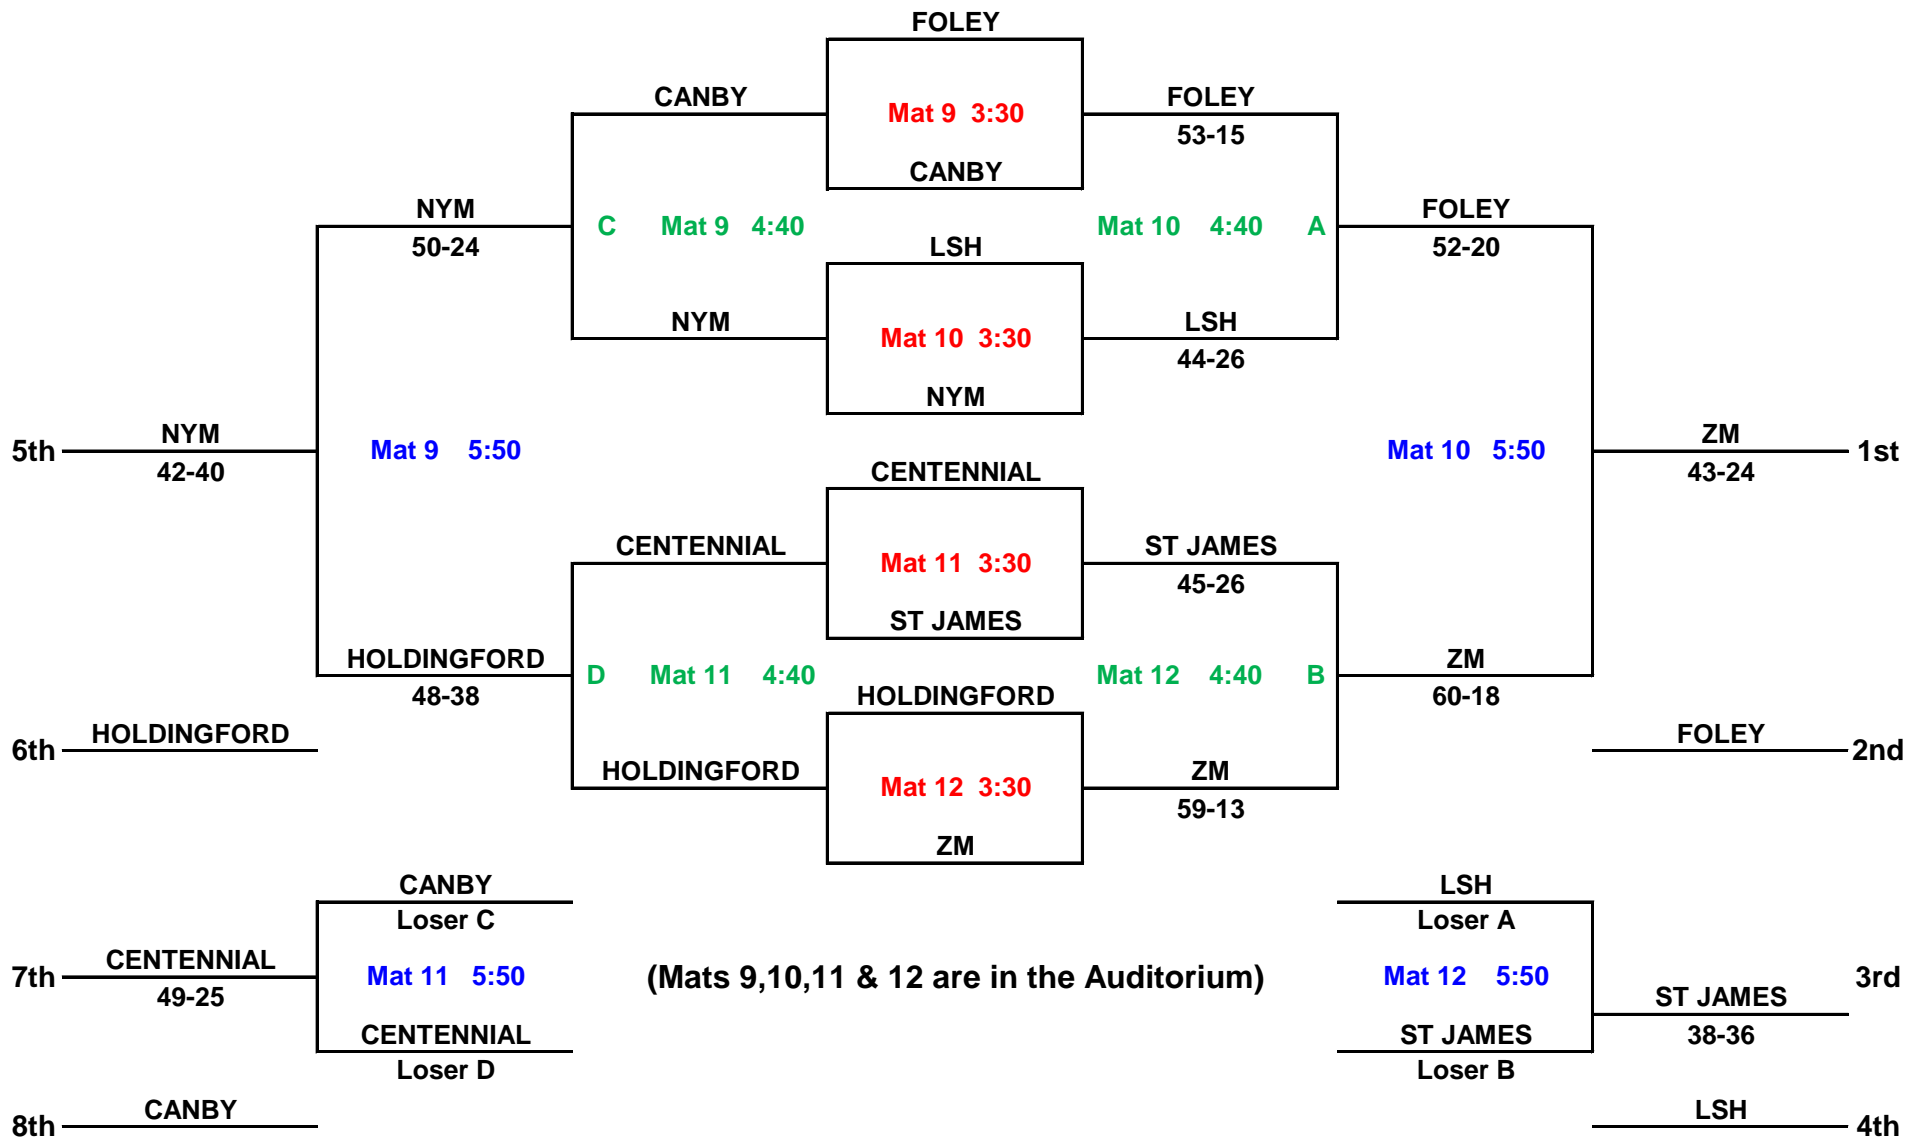 FOLEY
CANBY
FOLEY
Mat 9 3:30
53-15
CANBY
NYM
FOLEY
C Mat 9 4:40
Mat 10 4:40 A
50-24
LSH
52-20
NYM
LSH
Mat 10 3:30
44-26
NYM
5th
NYM
42-40
Mat 9 5:50
Mat 10 5:50
ZM
43-24
1st
CENTENNIAL
CENTENNIAL
ST JAMES
Mat 11 3:30
45-26
ST JAMES
HOLDINGFORD
ZM
D Mat 11 4:40
Mat 12 4:40 B
48-38
HOLDINGFORD
60-18
6th
HOLDINGFORD
FOLEY
2nd
HOLDINGFORD
ZM
Mat 12 3:30
59-13
ZM
CANBY
Loser C
LSH
Loser A
7th
CENTENNIAL
49-25
Mat 11 5:50
(Mats 9,10,11 & 12 are in the Auditorium)
Mat 12 5:50
3rd
ST JAMES
38-36
CENTENNIAL
Loser D
ST JAMES
Loser B
8th
CANBY
LSH
4th